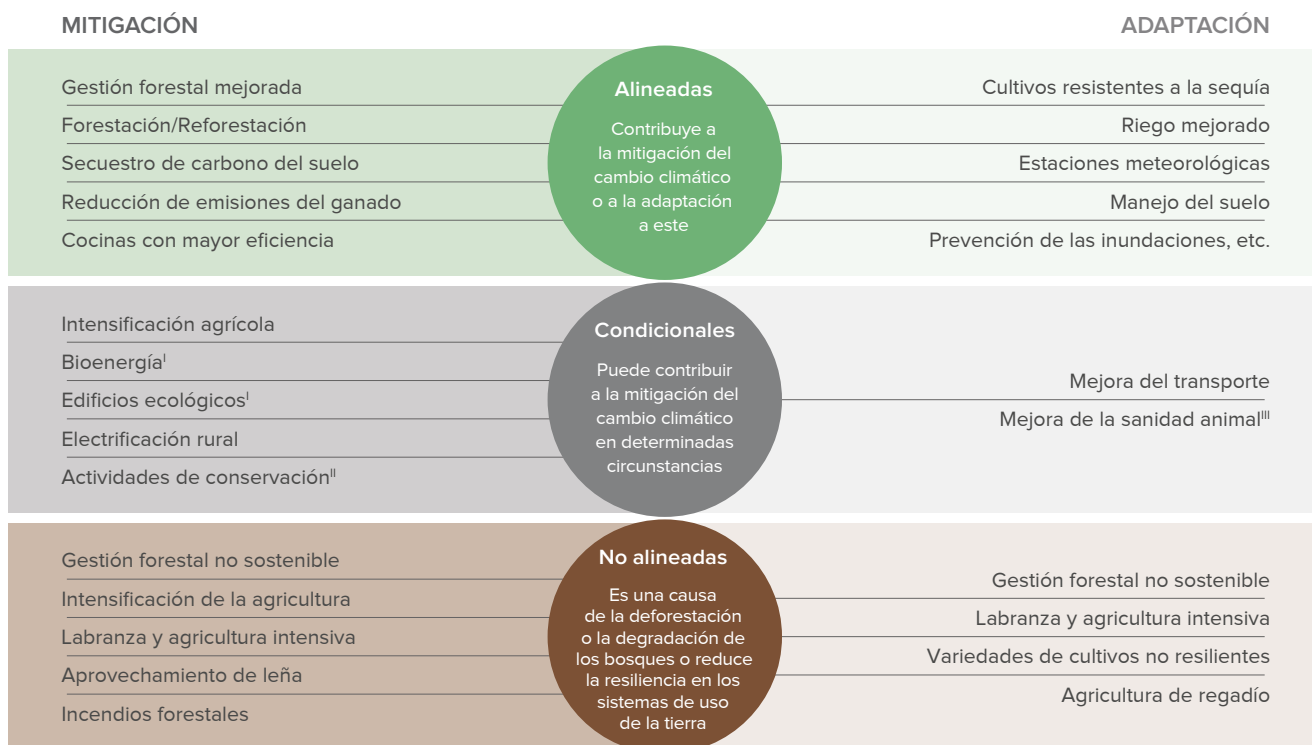 MITIGACIÓN
ADAPTACIÓN
Gestión forestal mejorada
Forestación/Reforestación
Secuestro de carbono del suelo
Reducción de emisiones del ganado
Cocinas con mayor eficiencia
Alineadas
Contribuye a
la mitigación del
cambio climático
o a la adaptación
a este
Cultivos resistentes a la sequía
Riego mejorado
Estaciones meteorológicas
Manejo del suelo
Prevención de las inundaciones, etc.
Intensificación agrícola
Bioenergíaᴵ
Edificios ecológicosᴵ
Electrificación rural
Actividades de conservaciónᴵᴵ
Condicionales
Puede contribuir
a la mitigación del
cambio climático
en determinadas
circunstancias
Mejora del transporte
Mejora de la sanidad animalᴵᴵᴵ
Gestión forestal no sostenible
Intensificación de la agricultura
Labranza y agricultura intensiva
Aprovechamiento de leña
Incendios forestales
No alineadas
Es una causa
de la deforestación
o la degradación de
los bosques o reduce
la resiliencia en los
sistemas de uso
de la tierra
Gestión forestal no sostenible
Labranza y agricultura intensiva
Variedades de cultivos no resilientes
Agricultura de regadío